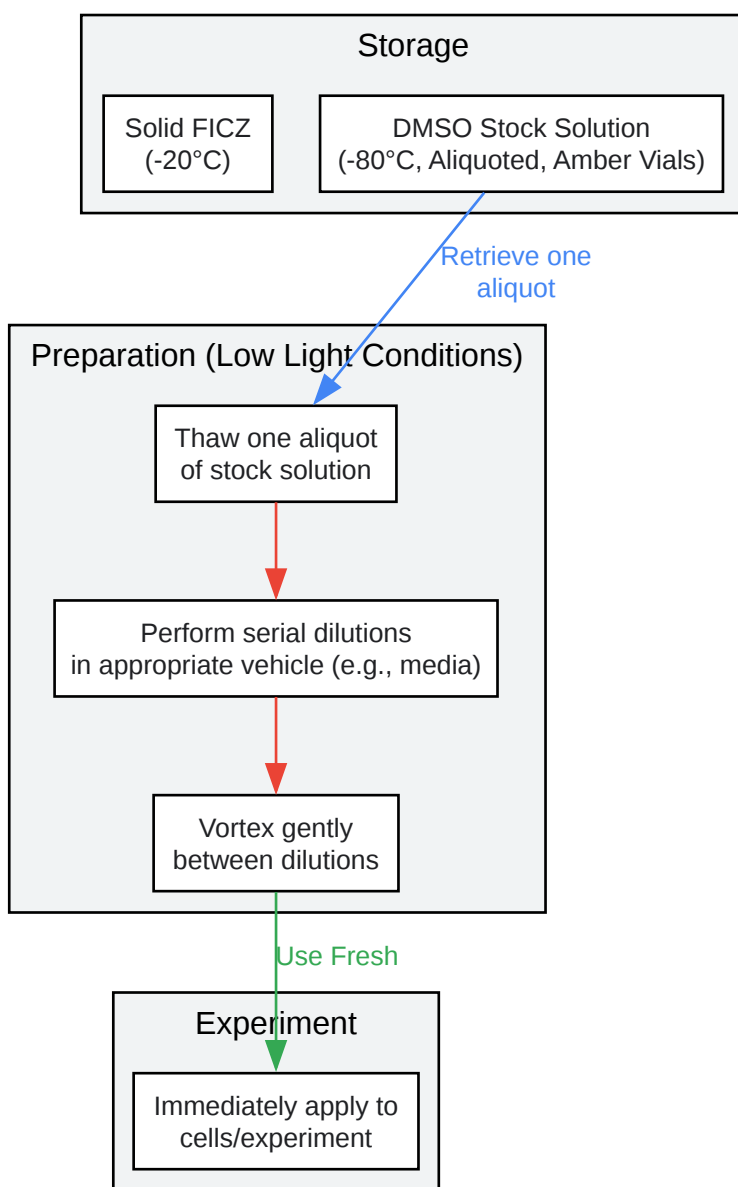 Storage
Solid FICZ
(-20°C)
DMSO Stock Solution
(-80°C, Aliquoted, Amber Vials)
Retrieve one
aliquot
Preparation (Low Light Conditions)
Thaw one aliquot
of stock solution
Perform serial dilutions
in appropriate vehicle (e.g., media)
Vortex gently
between dilutions
Use Fresh
Experiment
Immediately apply to
cells/experiment